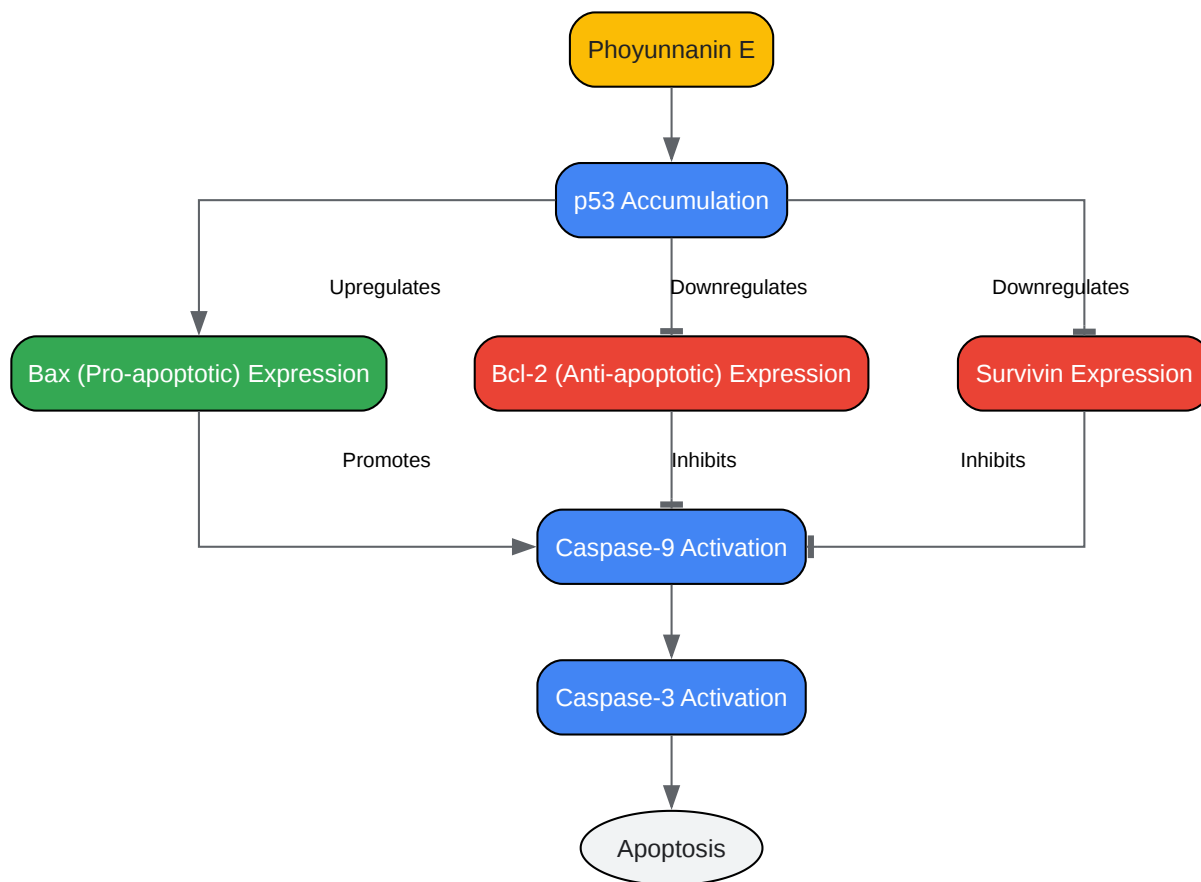 Phoyunnanin E
p53 Accumulation
Upregulates
Downregulates
Downregulates
Bax (Pro-apoptotic) Expression
Bcl-2 (Anti-apoptotic) Expression
Survivin Expression
Promotes
Inhibits
Inhibits
Caspase-9 Activation
Caspase-3 Activation
Apoptosis